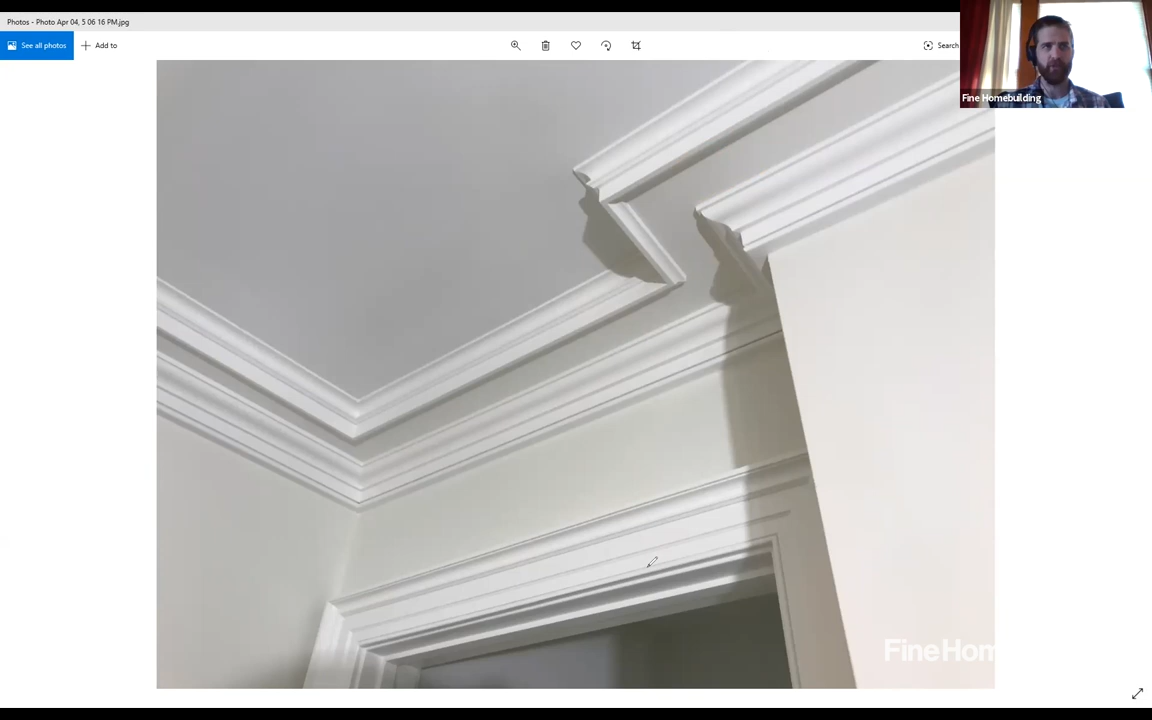 Photos - Photo Apr 04, 5 06 16 PM.jpg
See all photos
Add to
Search
Fine Homebuilding
FineHom